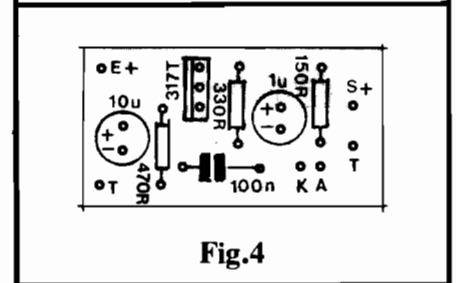 E+
10u
+
−
T
470R
317T
330R
100n
1u
+
−
150R
K A
S+
T
Fig.4